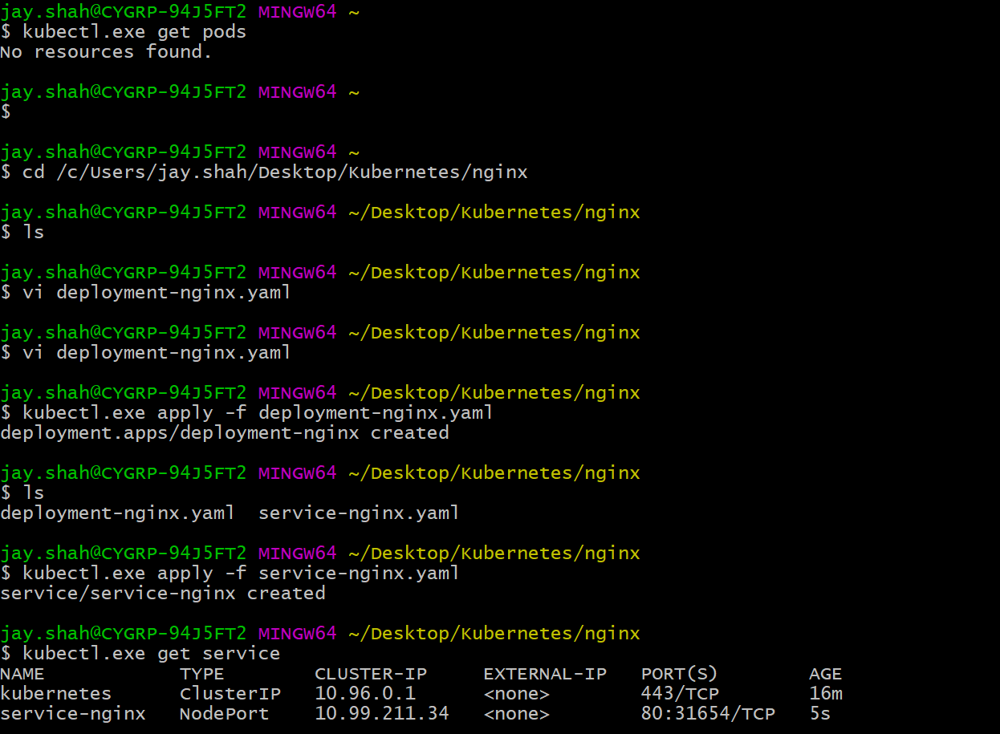 jay.shah@CYGRP-94J5FT2 MINGW64 ~
$ kubectl.exe get pods
No resources found.
jay.shah@CYGRP-94J5FT2 MINGW64 ~
$
jay.shah@CYGRP-94J5FT2 MINGW64 ~
$ cd /c/Users/jay.shah/Desktop/Kubernetes/nginx
jay.shah@CYGRP-94J5FT2 MINGW64 ~/Desktop/Kubernetes/nginx
$ ls
jay.shah@CYGRP-94J5FT2 MINGW64 ~/Desktop/Kubernetes/nginx
$ vi deployment-nginx.yaml
jay.shah@CYGRP-94J5FT2 MINGW64 ~/Desktop/Kubernetes/nginx
$ vi deployment-nginx.yaml
jay.shah@CYGRP-94J5FT2 MINGW64 ~/Desktop/Kubernetes/nginx
$ kubectl.exe apply -f deployment-nginx.yaml
deployment.apps/deployment-nginx created
jay.shah@CYGRP-94J5FT2 MINGW64 ~/Desktop/Kubernetes/nginx
$ ls
deployment-nginx.yaml  service-nginx.yaml
jay.shah@CYGRP-94J5FT2 MINGW64 ~/Desktop/Kubernetes/nginx
$ kubectl.exe apply -f service-nginx.yaml
service/service-nginx created
jay.shah@CYGRP-94J5FT2 MINGW64 ~/Desktop/Kubernetes/nginx
$ kubectl.exe get service
NAME            TYPE        CLUSTER-IP     EXTERNAL-IP   PORT(S)        AGE
kubernetes      ClusterIP   10.96.0.1      <none>        443/TCP        16m
service-nginx   NodePort    10.99.211.34   <none>        80:31654/TCP   5s